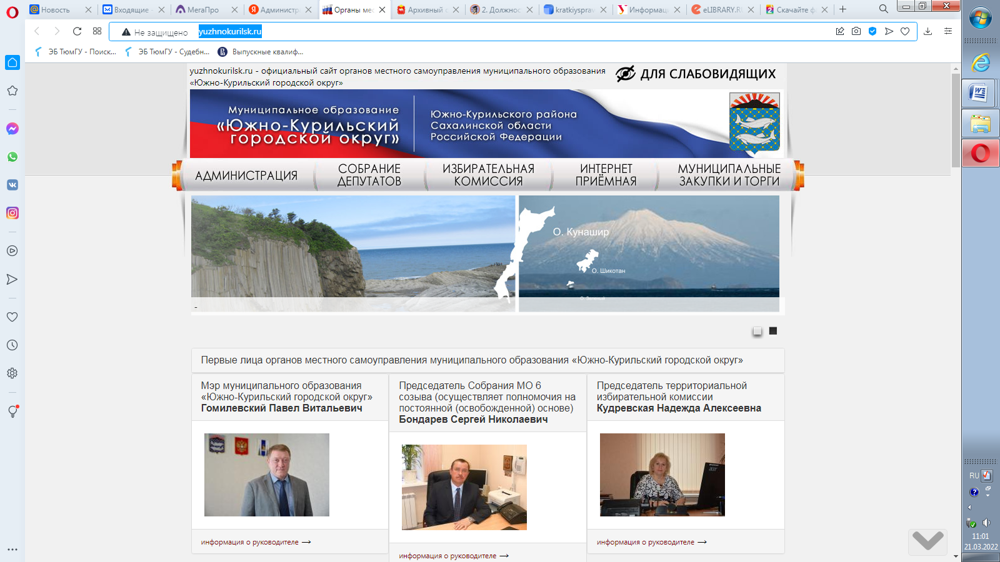 Новость
Входящие -
МегаПро
Администр
Органы мес
Архивный
2. Должнос
kratkiysprav
Информац
eLIBRARY.RU
Скачайте ф
Не защищено
yuzhnokurilsk.ru
ЭБ ТюмГУ - Поиск...
ЭБ ТюмГУ - Судебн...
Выпускные квалиф...
yuzhnokurilsk.ru - официальный сайт органов местного самоуправления муниципального образования
«Южно-Курильский городской округ»
ДЛЯ СЛАБОВИДЯЩИХ
Муниципальное образование
«Южно-Курильский
городской округ»
Южно-Курильского района
Сахалинской области
Российской Федерации
АДМИНИСТРАЦИЯ
СОБРАНИЕ
ДЕПУТАТОВ
ИЗБИРАТЕЛЬНАЯ
КОМИССИЯ
ИНТЕРНЕТ
ПРИЁМНАЯ
МУНИЦИПАЛЬНЫЕ
ЗАКУПКИ И ТОРГИ
О. Кунашир
О. Шикотан
О. Зеленый
-
Первые лица органов местного самоуправления муниципального образования «Южно-Курильский городской округ»
Мэр муниципального образования
«Южно-Курильский городской округ»
Гомилевский Павел Витальевич
информация о руководителе →
Председатель Собрания МО 6
созыва (осуществляет полномочия на
постоянной (освобожденной) основе)
Бондарев Сергей Николаевич
информация о руководителе →
Председатель территориальной
избирательной комиссии
Кудревская Надежда Алексеевна
информация о руководителе →
RU
11:01
21.03.2022